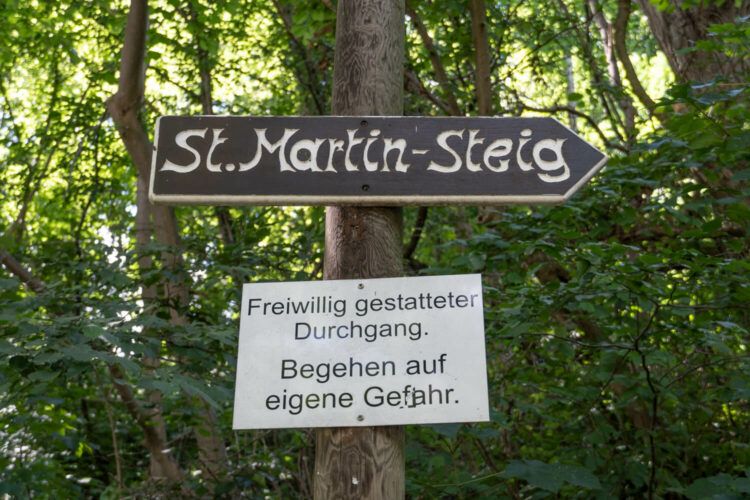 St. Martin-Steig
Freiwillig gestatteter
Durchgang.
Begehen auf
eigene Gefahr.